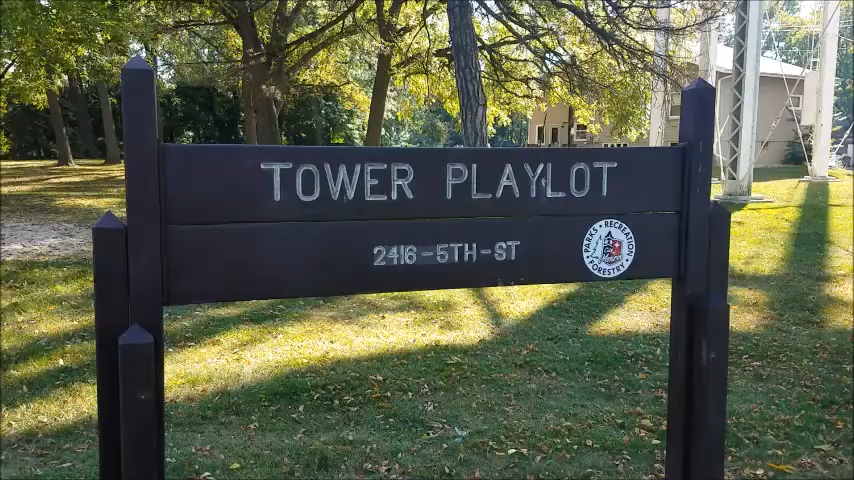 TOWER PLAYLOT
2416-5TH-ST
PARKS • RECREATION
FORESTRY